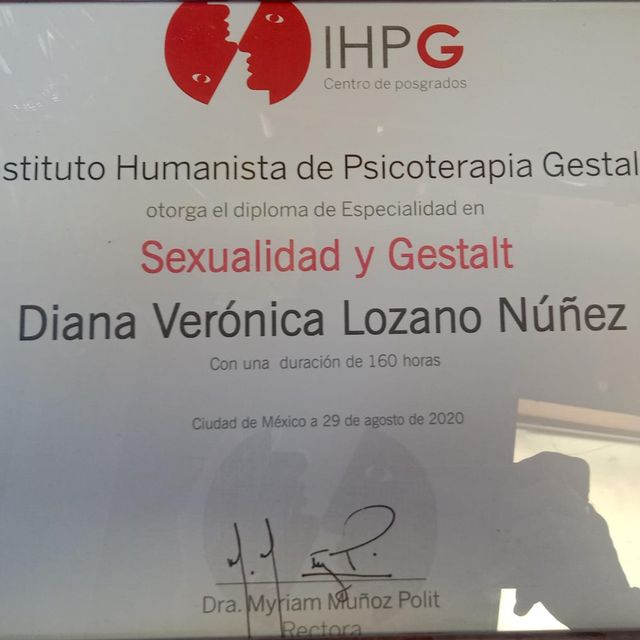 IHPG
Centro de posgrados
stituto Humanista de Psicoterapia Gestal
otorga el diploma de Especialidad en
Sexualidad y Gestalt
Diana Verónica Lozano Núñez
Con una duración de 160 horas
Ciudad de México a 29 de agosto de 2020
Dra. Myriam Muñoz Polit
Rectora